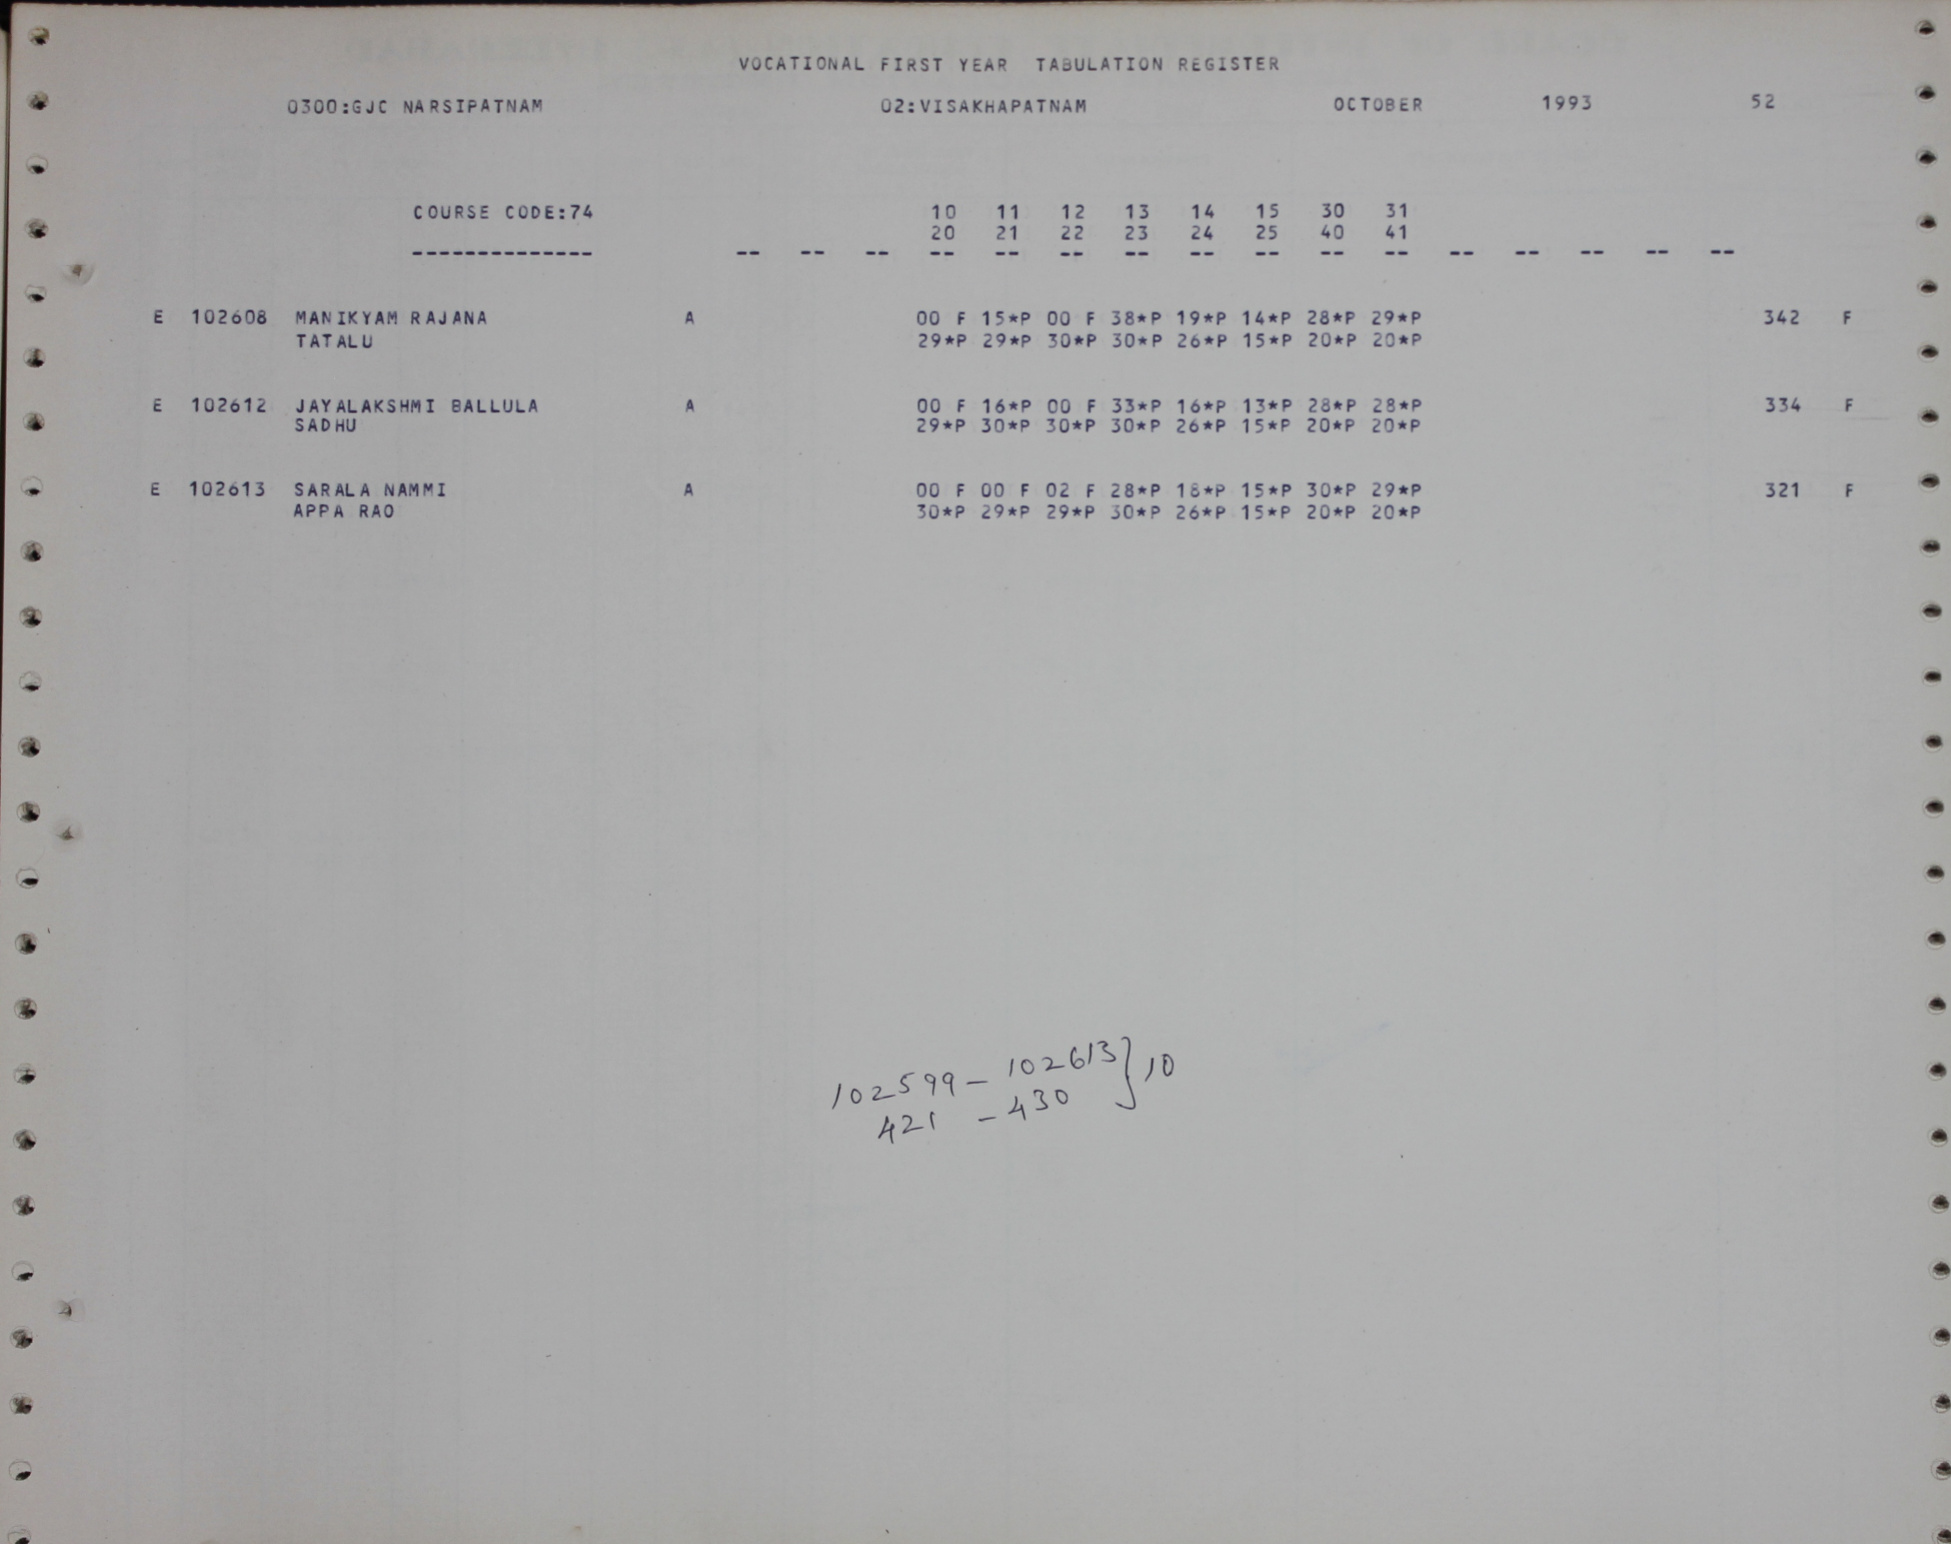 VOCATIONAL FIRST YEAR TABULATION REGISTER
0300:GJC NARSIPATNAM 02:VISAKHAPATNAM OCTOBER 1993 52
COURSE CODE:74 10 11 12 13 14 15 30 31
20 21 22 23 24 25 40 41
-------------- -- -- -- -- -- -- -- -- -- -- -- -- -- -- -- --
E 102608 MANIKYAM RAJANA A 00 F 15*P 00 F 38*P 19*P 14*P 28*P 29*P 342 F
TATALU 29*P 29*P 30*P 30*P 26*P 15*P 20*P 20*P
E 102612 JAYALAKSHMI BALLULA A 00 F 16*P 00 F 33*P 16*P 13*P 28*P 28*P 334 F
SADHU 29*P 30*P 30*P 30*P 26*P 15*P 20*P 20*P
E 102613 SARALA NAMMI A 00 F 00 F 02 F 28*P 18*P 15*P 30*P 29*P 321 F
APPA RAO 30*P 29*P 29*P 30*P 26*P 15*P 20*P 20*P
102599 - 102613 } 10
421 - 430